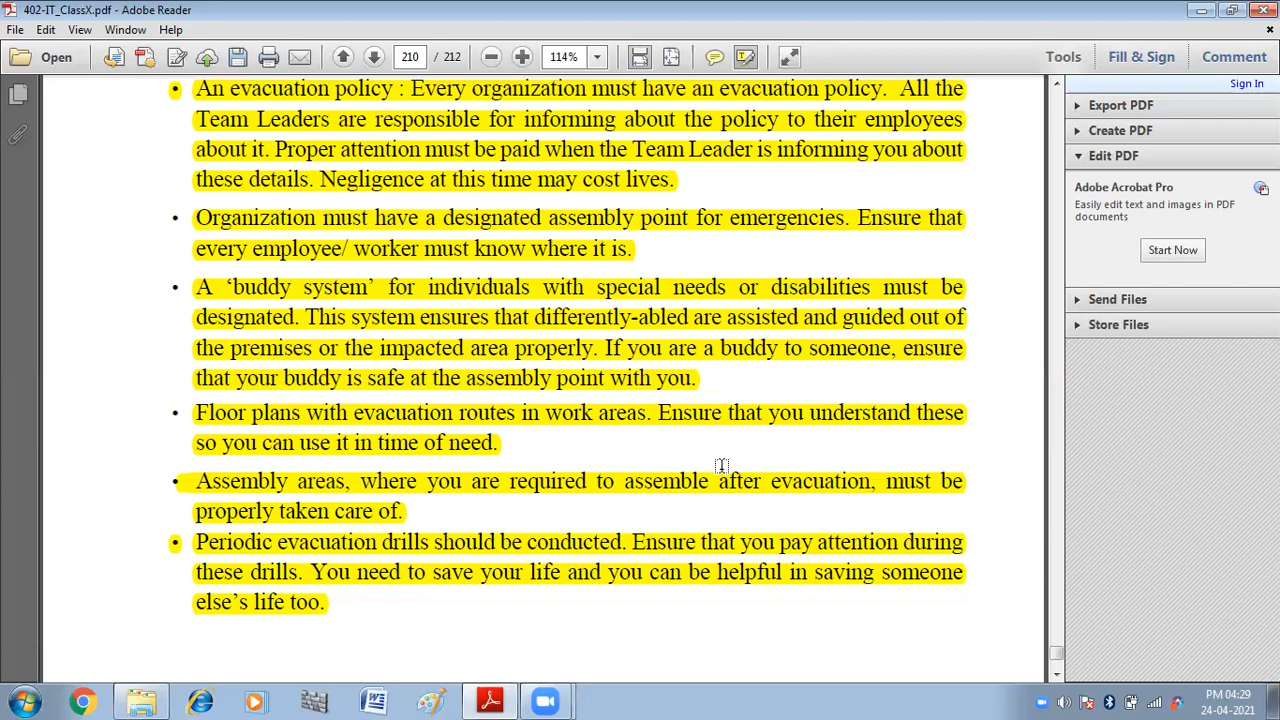 402-IT_ClassX.pdf - Adobe Reader
File Edit View Window Help
Open 210 / 212 114% Tools Fill & Sign Comment
Sign In
Export PDF
Create PDF
Edit PDF
Adobe Acrobat Pro
Easily edit text and images in PDF
documents
Start Now
Send Files
Store Files
• An evacuation policy : Every organization must have an evacuation policy. All the
Team Leaders are responsible for informing about the policy to their employees
about it. Proper attention must be paid when the Team Leader is informing you about
these details. Negligence at this time may cost lives.
• Organization must have a designated assembly point for emergencies. Ensure that
every employee/ worker must know where it is.
• A ‘buddy system’ for individuals with special needs or disabilities must be
designated. This system ensures that differently-abled are assisted and guided out of
the premises or the impacted area properly. If you are a buddy to someone, ensure
that your buddy is safe at the assembly point with you.
• Floor plans with evacuation routes in work areas. Ensure that you understand these
so you can use it in time of need.
• Assembly areas, where you are required to assemble after evacuation, must be
properly taken care of.
• Periodic evacuation drills should be conducted. Ensure that you pay attention during
these drills. You need to save your life and you can be helpful in saving someone
else’s life too.
PM 04:29
24-04-2021